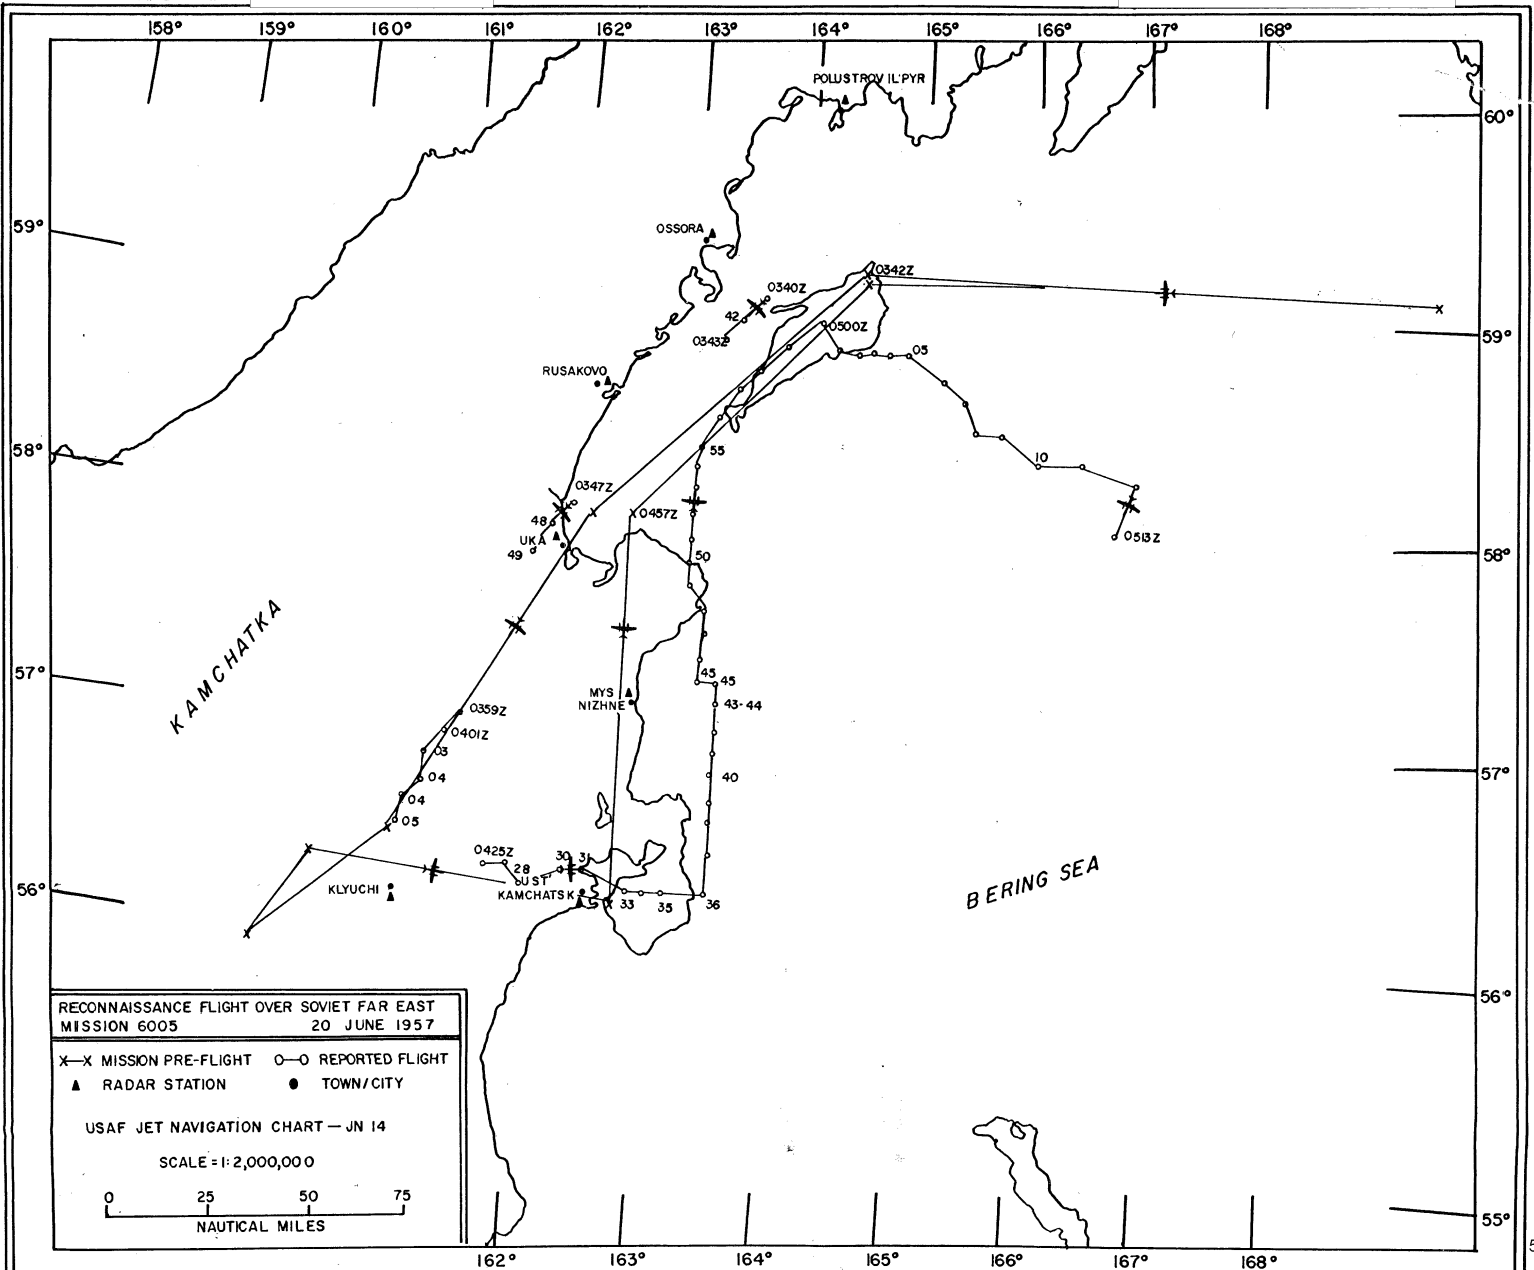 158° 159° 160° 161° 162° 163° 164° 165° 166° 167° 168°
POLUSTROV IL'PYR
60°
59°
OSSORA
0342Z
0340Z
42
0343Z
0500Z
59°
05
RUSAKOVO
58°
55
10
0347Z
48
0457Z
UKA
49
0513Z
50
58°
KAMCHATKA
57°
45 45
MYS
NIZHNE
43-44
0359Z
0401Z
03
04
40
57°
04
05
0425Z
30 31
28
UST'
KAMCHATSK
KLYUCHI
56°
33 35 36
BERING SEA
56°
RECONNAISSANCE FLIGHT OVER SOVIET FAR EAST
MISSION 6005 20 JUNE 1957
X—X MISSION PRE-FLIGHT O—O REPORTED FLIGHT
▲ RADAR STATION ● TOWN/CITY
USAF JET NAVIGATION CHART — JN 14
SCALE = 1:2,000,000
0 25 50 75
NAUTICAL MILES
55°
162° 163° 164° 165° 166° 167° 168°